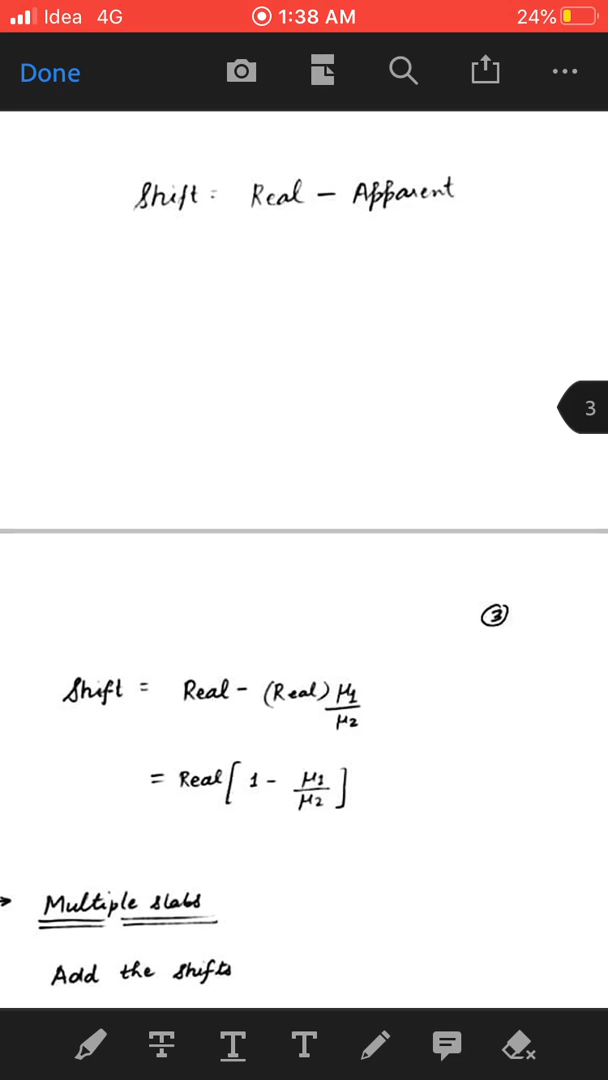 Idea 4G 1:38 AM 24%
Done
Shift = Real - Apparent
3
③
Shift = Real - (Real) μ1/μ2
= Real [ 1 - μ1/μ2 ]
Multiple slabs
Add the shifts